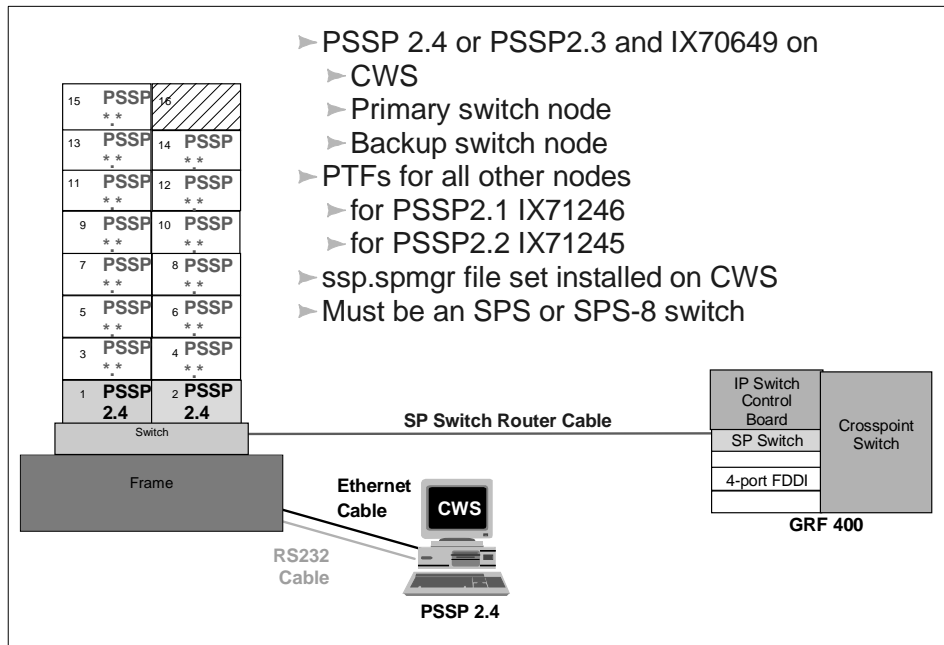 PSSP 2.4 or PSSP2.3 and IX70649 on
CWS
Primary switch node
Backup switch node
PTFs for all other nodes
for PSSP2.1 IX71246
for PSSP2.2 IX71245
ssp.spmgr file set installed on CWS
Must be an SPS or SPS-8 switch
15 PSSP 16
*.*
13 PSSP 14 PSSP
*.* *.*
11 PSSP 12 PSSP
*.* *.*
9 PSSP 10 PSSP
*.* *.*
7 PSSP 8 PSSP
*.* *.*
5 PSSP 6 PSSP
*.* *.*
3 PSSP 4 PSSP
*.* *.*
1 PSSP 2 PSSP
2.4 2.4
Switch
Frame
SP Switch Router Cable
IP Switch
Control
Board
SP Switch
4-port FDDI
Crosspoint
Switch
GRF 400
Ethernet
Cable
RS232
Cable
CWS
PSSP 2.4